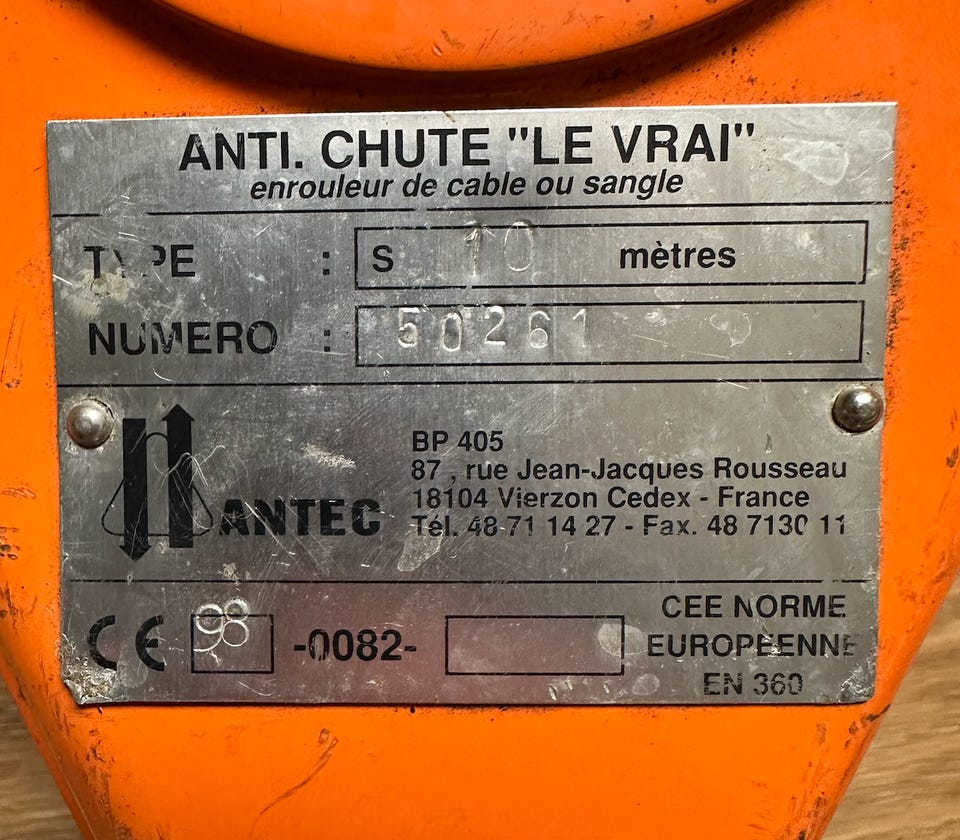 ANTI. CHUTE "LE VRAI"
enrouleur de cable ou sangle
TYPE : S 10 mètres
NUMERO : 50261
ANTEC
BP 405
87 , rue Jean-Jacques Rousseau
18104 Vierzon Cedex - France
Tél. 48 71 14 27 - Fax. 48 7130 11
CE 98 -0082-
CEE NORME
EUROPEENNE
EN 360